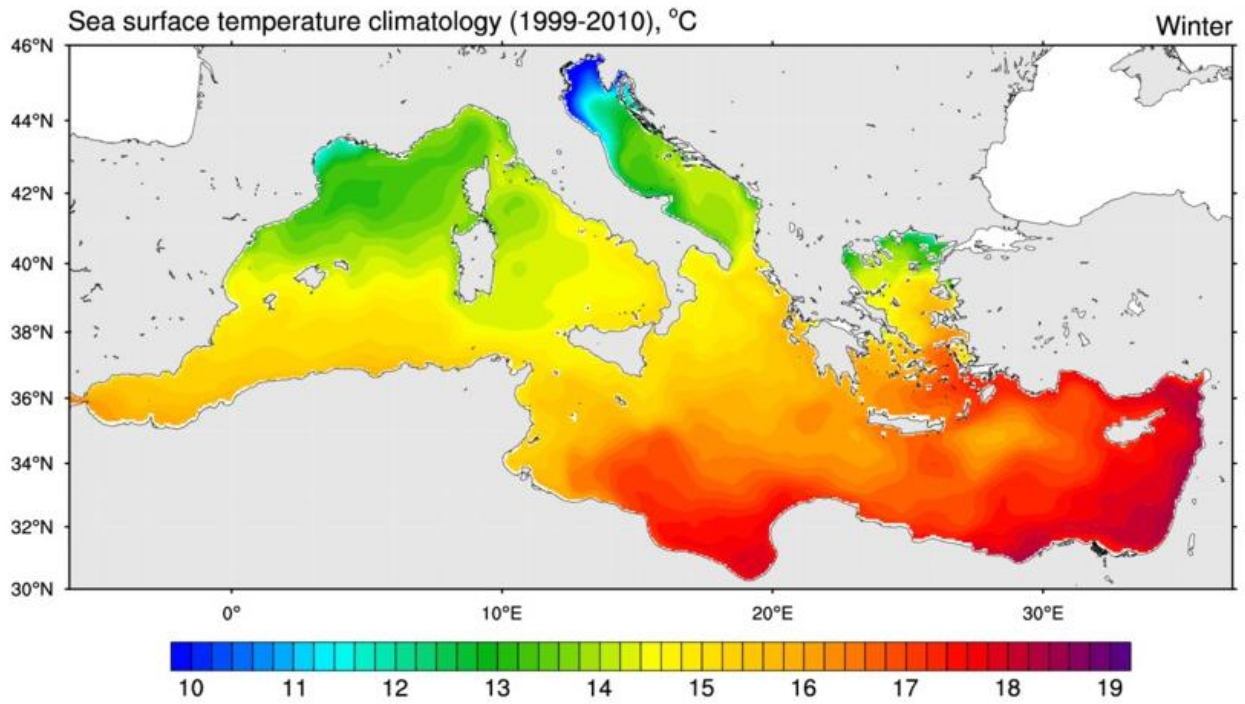 Sea surface temperature climatology (1999-2010), °C
Winter
46°N
44°N
42°N
40°N
38°N
36°N
34°N
32°N
30°N
0° 10°E 20°E 30°E
10 11 12 13 14 15 16 17 18 19